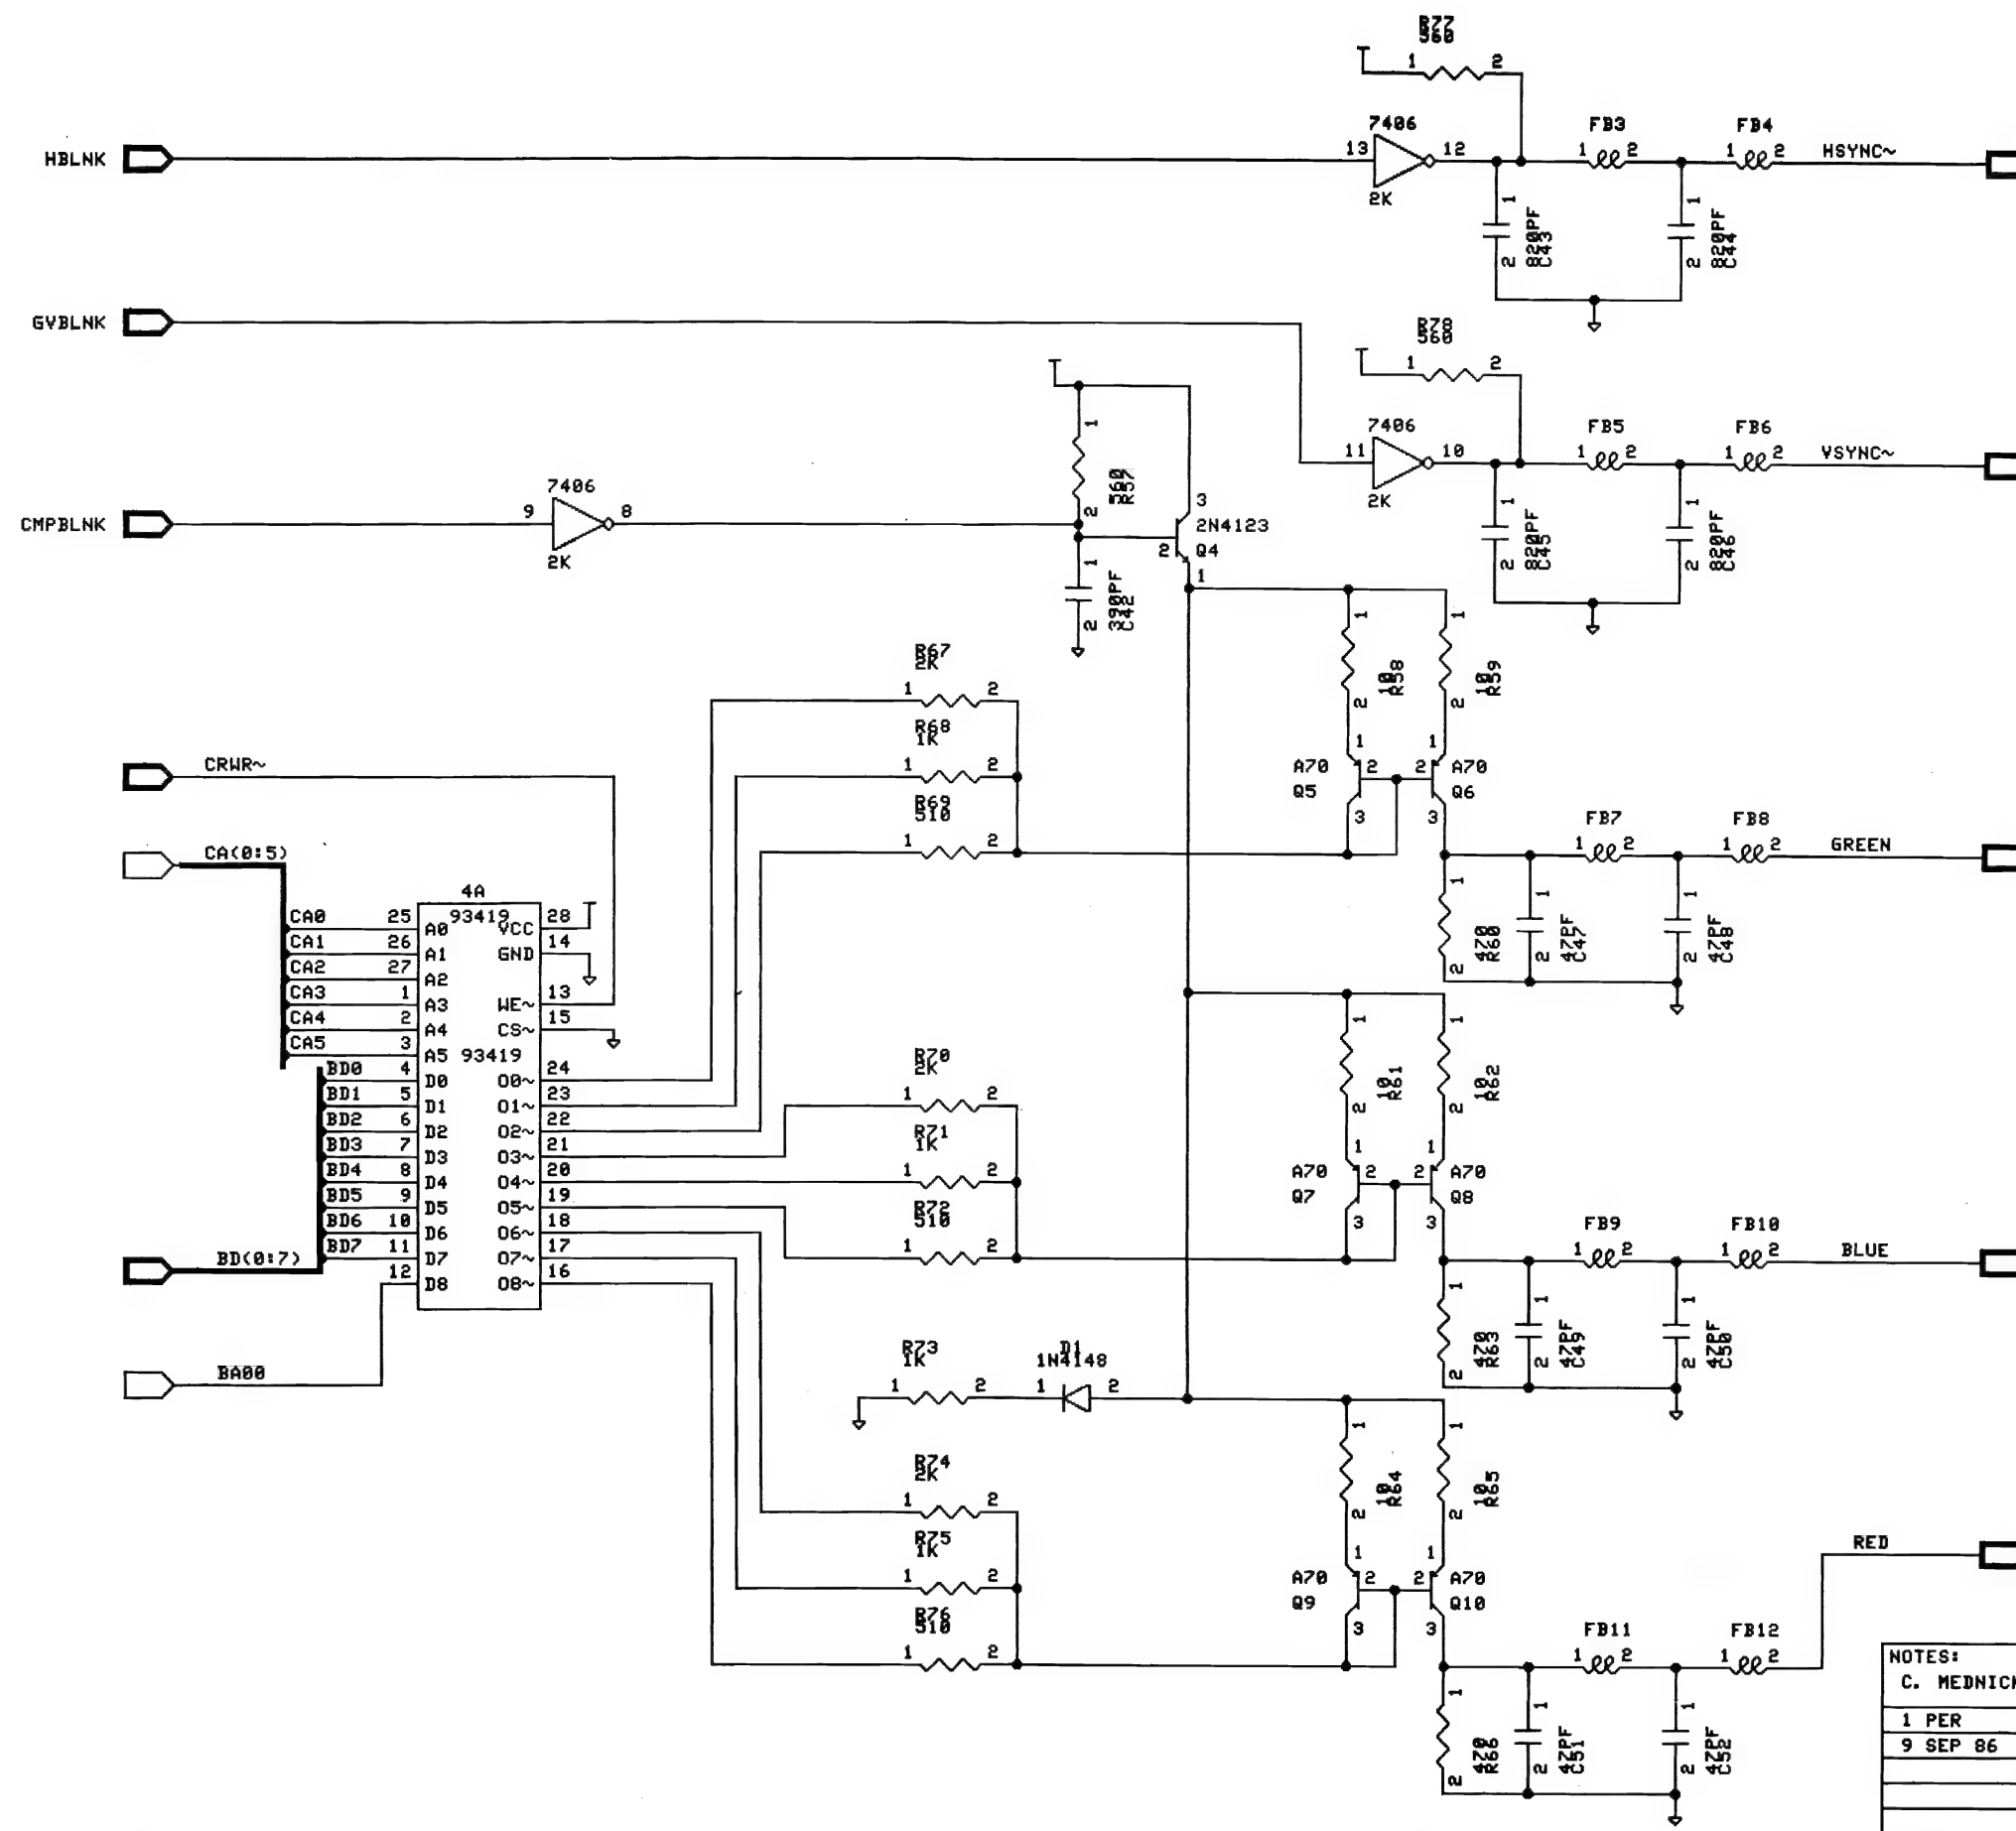 R77
560
1 2
HBLNK
13 7406 12
2K
FB3
1 2
FB4
1 2
HSYNC~
1
2
820PF
C43
1
2
820PF
C44
GVBLNK
R78
560
1 2
11 7406 10
2K
FB5
1 2
FB6
1 2
VSYNC~
1
2
820PF
C45
1
2
820PF
C46
CMPBLNK
9 7406 8
2K
1
2
560
R57
3
2N4123
2 Q4
1
1
2
390PF
C42
R67
2K
1 2
R68
1K
1 2
R69
510
1 2
1
2
10
R58
1
2
10
R59
1
A70 2
Q5
3
1
2 A70
Q6
3
FB7
1 2
FB8
1 2
GREEN
1
2
470
R60
1
2
47PF
C47
1
2
47PF
C48
CRWR~
CA(0:5)
4A
93419
CA0 25 A0 VCC 28
CA1 26 A1 GND 14
CA2 27 A2
CA3 1 A3 WE~ 13
CA4 2 A4 CS~ 15
CA5 3 A5 93419
BD0 4 D0 O0~ 24
BD1 5 D1 O1~ 23
BD2 6 D2 O2~ 22
BD3 7 D3 O3~ 21
BD4 8 D4 O4~ 20
BD5 9 D5 O5~ 19
BD6 10 D6 O6~ 18
BD7 11 D7 O7~ 17
12 D8 O8~ 16
BD(0:7)
BA00
R70
2K
1 2
R71
1K
1 2
R72
510
1 2
1
2
10
R61
1
2
10
R62
1
A70 2
Q7
3
1
2 A70
Q8
3
FB9
1 2
FB10
1 2
BLUE
1
2
470
R63
1
2
47PF
C49
1
2
47PF
C50
R73
1K
1 2
D1
1N4148
1 2
R74
2K
1 2
R75
1K
1 2
R76
510
1 2
1
2
10
R64
1
2
10
R65
1
A70 2
Q9
3
1
2 A70
Q10
3
FB11
1 2
FB12
1 2
RED
1
2
470
R66
1
2
47PF
C51
1
2
47PF
C52
NOTES:
C. MEDNICK
1 PER
9 SEP 86